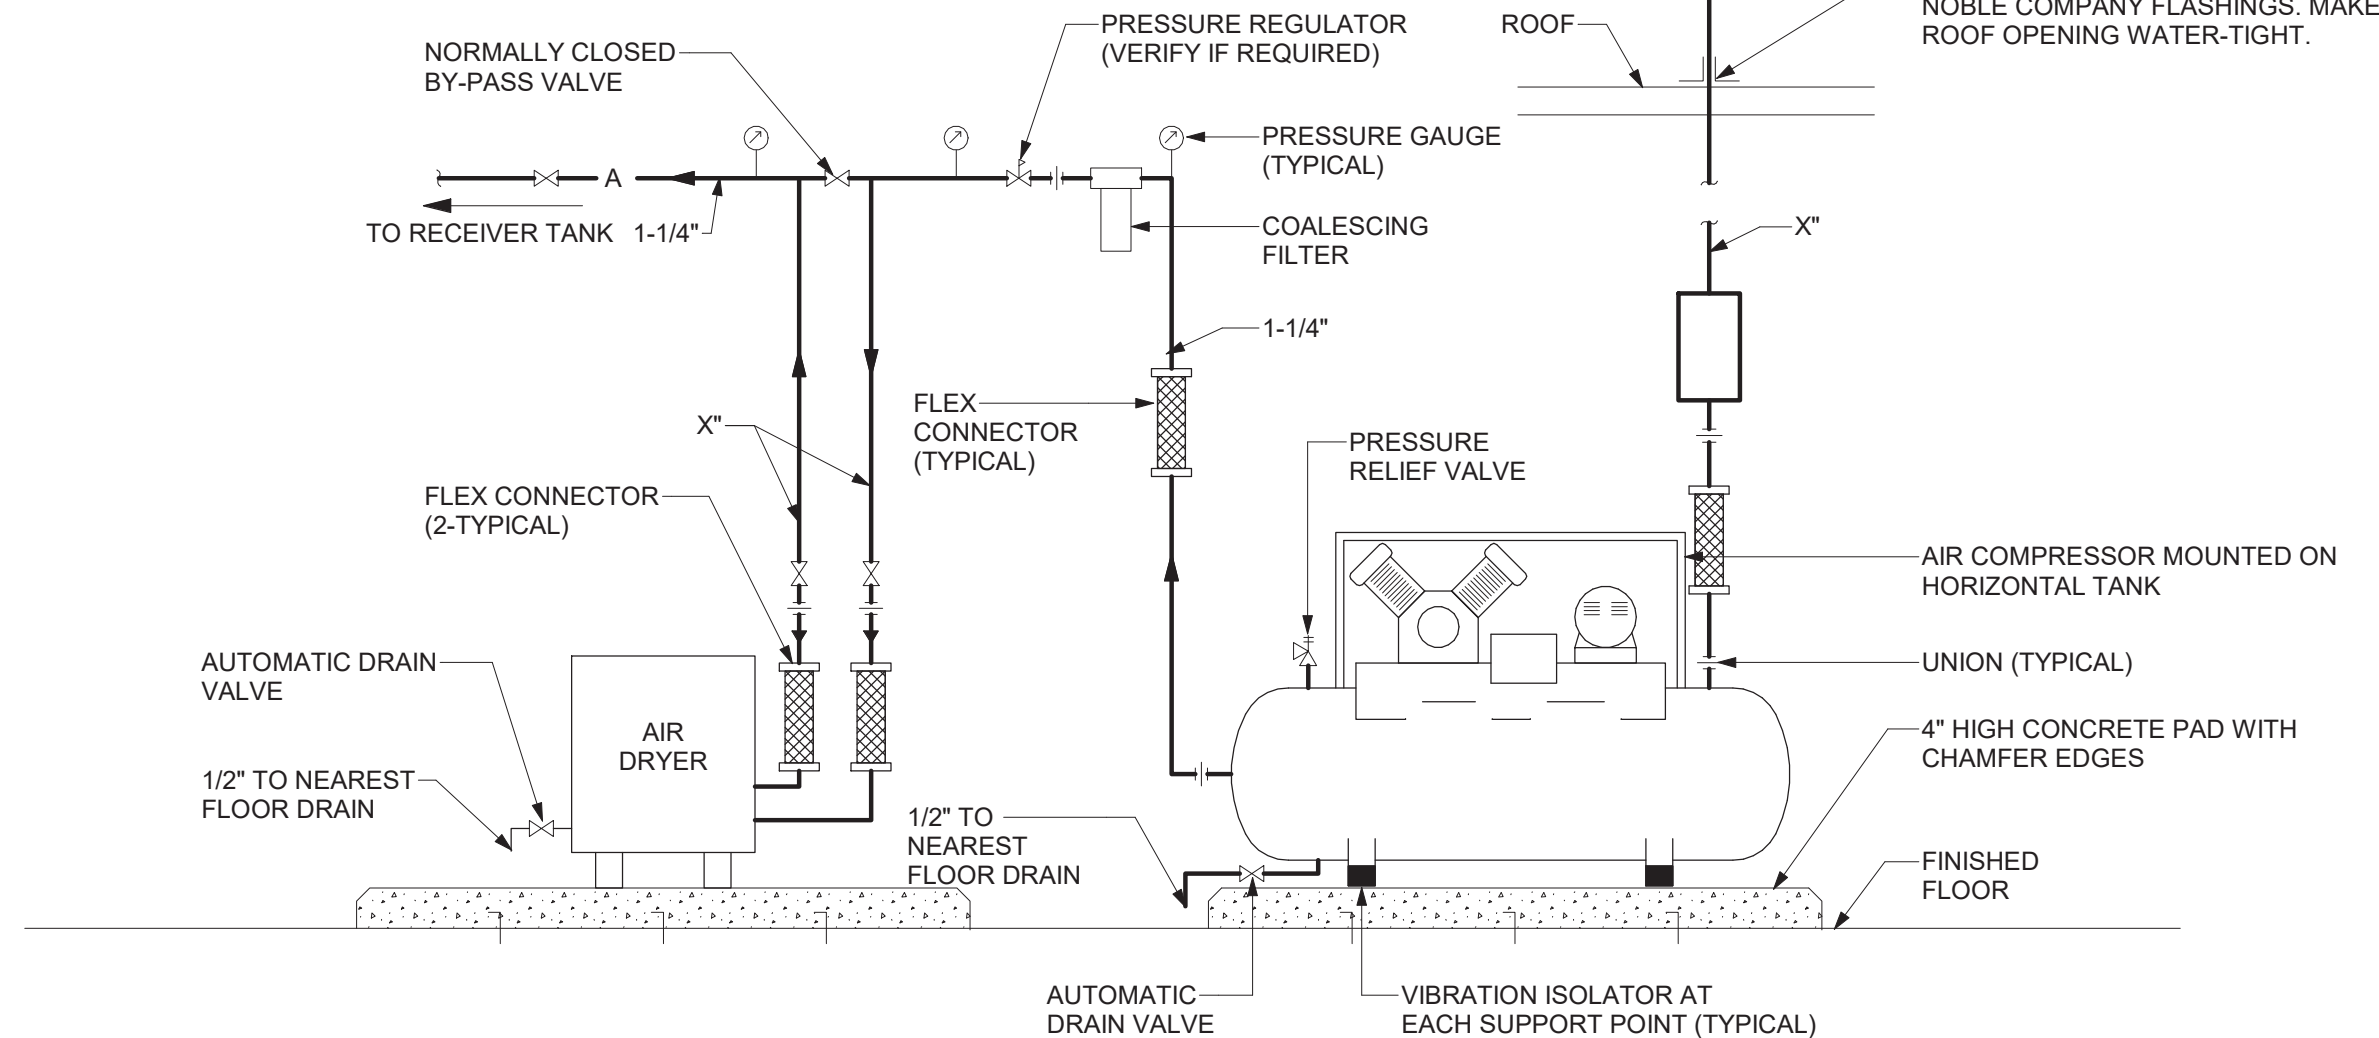 NOBLE COMPANY FLASHINGS. MAKE
ROOF OPENING WATER-TIGHT.
PRESSURE REGULATOR
(VERIFY IF REQUIRED)
ROOF
NORMALLY CLOSED
BY-PASS VALVE
PRESSURE GAUGE
(TYPICAL)
A
TO RECEIVER TANK
1-1/4"
COALESCING
FILTER
X"
1-1/4"
FLEX
CONNECTOR
(TYPICAL)
X"
PRESSURE
RELIEF VALVE
FLEX CONNECTOR
(2-TYPICAL)
AIR COMPRESSOR MOUNTED ON
HORIZONTAL TANK
AUTOMATIC DRAIN
VALVE
UNION (TYPICAL)
AIR
DRYER
4" HIGH CONCRETE PAD WITH
CHAMFER EDGES
1/2" TO NEAREST
FLOOR DRAIN
1/2" TO
NEAREST
FLOOR DRAIN
FINISHED
FLOOR
AUTOMATIC
DRAIN VALVE
VIBRATION ISOLATOR AT
EACH SUPPORT POINT (TYPICAL)